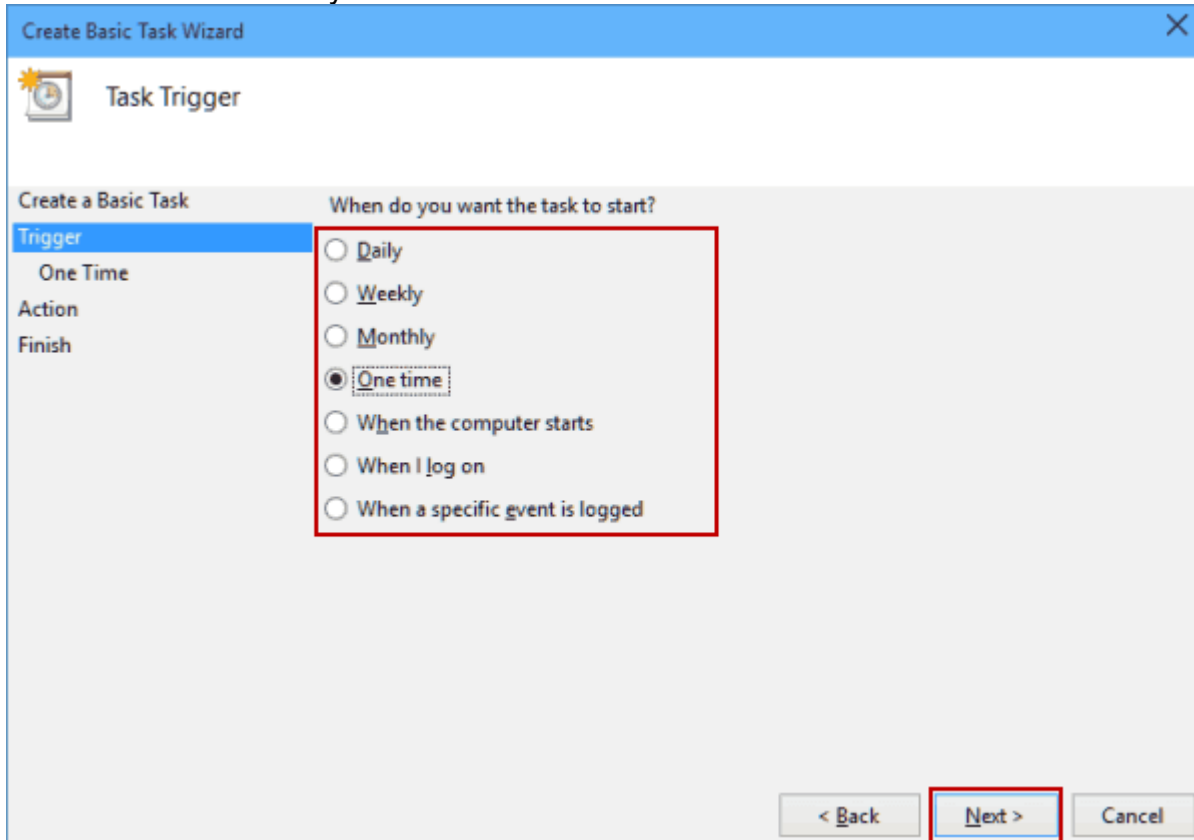 Create Basic Task Wizard
Task Trigger
Create a Basic Task
Trigger
One Time
Action
Finish
When do you want the task to start?
Daily
Weekly
Monthly
One time
When the computer starts
When I log on
When a specific event is logged
< Back
Next >
Cancel